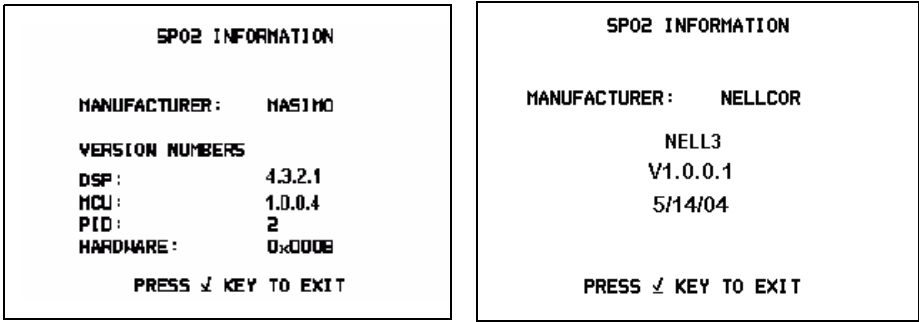 SPO2 INFORMATION
MANUFACTURER: MASIMO
VERSION NUMBERS
DSP: 4.3.2.1
MCU: 1.0.0.4
PID: 2
HARDWARE: 0x000B
PRESS √ KEY TO EXIT
SPO2 INFORMATION
MANUFACTURER: NELLCOR
NELL3
V1.0.0.1
5/14/04
PRESS √ KEY TO EXIT